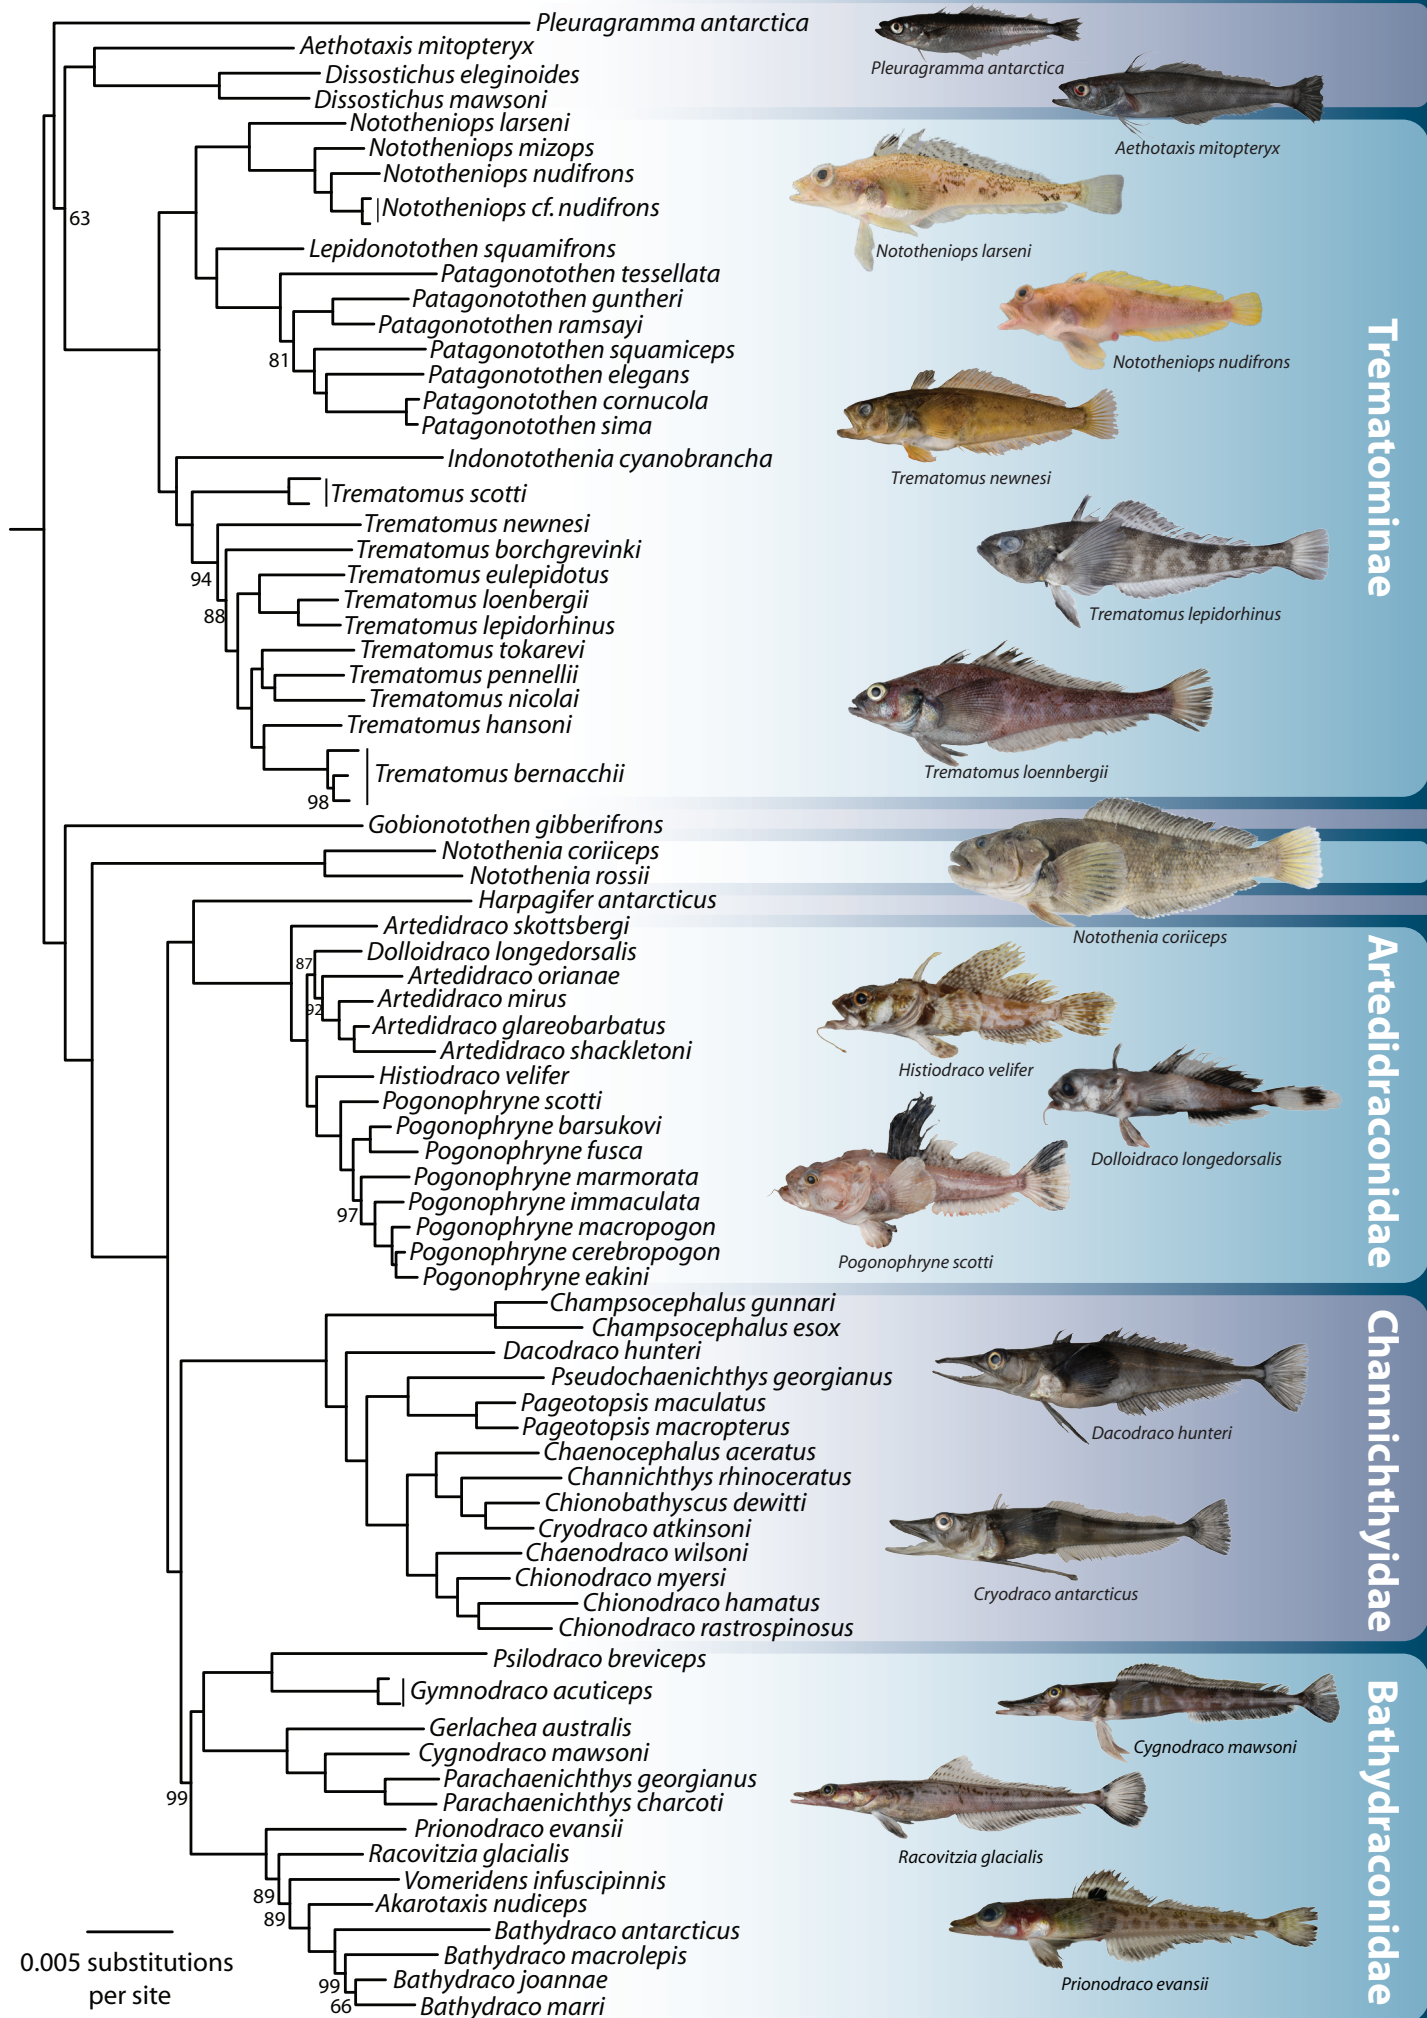 Pleuragramma antarctica
Aethotaxis mitopteryx
Dissostichus eleginoides
Dissostichus mawsoni
63
Nototheniops larseni
Nototheniops mizops
Nototheniops nudifrons
Nototheniops cf. nudifrons
Lepidonotothen squamifrons
Patagonotothen tessellata
Patagonotothen guntheri
Patagonotothen ramsayi
81
Patagonotothen squamiceps
Patagonotothen elegans
Patagonotothen cornucola
Patagonotothen sima
Indonotothenia cyanobrancha
Trematomus scotti
Trematomus newnesi
94
Trematomus borchgrevinki
88
Trematomus eulepidotus
Trematomus loenbergii
Trematomus lepidorhinus
Trematomus tokarevi
Trematomus pennellii
Trematomus nicolai
Trematomus hansoni
Trematomus bernacchii
98
Gobionotothen gibberifrons
Notothenia coriiceps
Notothenia rossii
Harpagifer antarcticus
Artedidraco skottsbergi
87
Dolloidraco longedorsalis
92
Artedidraco orianae
Artedidraco mirus
Artedidraco glareobarbatus
Artedidraco shackletoni
Histiodraco velifer
Pogonophryne scotti
Pogonophryne barsukovi
Pogonophryne fusca
Pogonophryne marmorata
97
Pogonophryne immaculata
Pogonophryne macropogon
Pogonophryne cerebropogon
Pogonophryne eakini
Champsocephalus gunnari
Champsocephalus esox
Dacodraco hunteri
Pseudochaenichthys georgianus
Pageotopsis maculatus
Pageotopsis macropterus
Chaenocephalus aceratus
Channichthys rhinoceratus
Chionobathyscus dewitti
Cryodraco atkinsoni
Chaenodraco wilsoni
Chionodraco myersi
Chionodraco hamatus
Chionodraco rastrospinosus
Psilodraco breviceps
Gymnodraco acuticeps
Gerlachea australis
Cygnodraco mawsoni
Parachaenichthys georgianus
Parachaenichthys charcoti
99
Prionodraco evansii
Racovitzia glacialis
89
Vomeridens infuscipinnis
89
Akarotaxis nudiceps
Bathydraco antarcticus
Bathydraco macrolepis
99
Bathydraco joannae
66
Bathydraco marri
0.005 substitutions
per site
Pleuragramma antarctica
Aethotaxis mitopteryx
Nototheniops larseni
Nototheniops nudifrons
Trematomus newnesi
Trematomus lepidorhinus
Trematomus loennbergii
Notothenia coriiceps
Histiodraco velifer
Dolloidraco longedorsalis
Pogonophryne scotti
Dacodraco hunteri
Cryodraco antarcticus
Cygnodraco mawsoni
Racovitzia glacialis
Prionodraco evansii
Trematominae
Artedidraconidae
Channichthyidae
Bathydraconidae